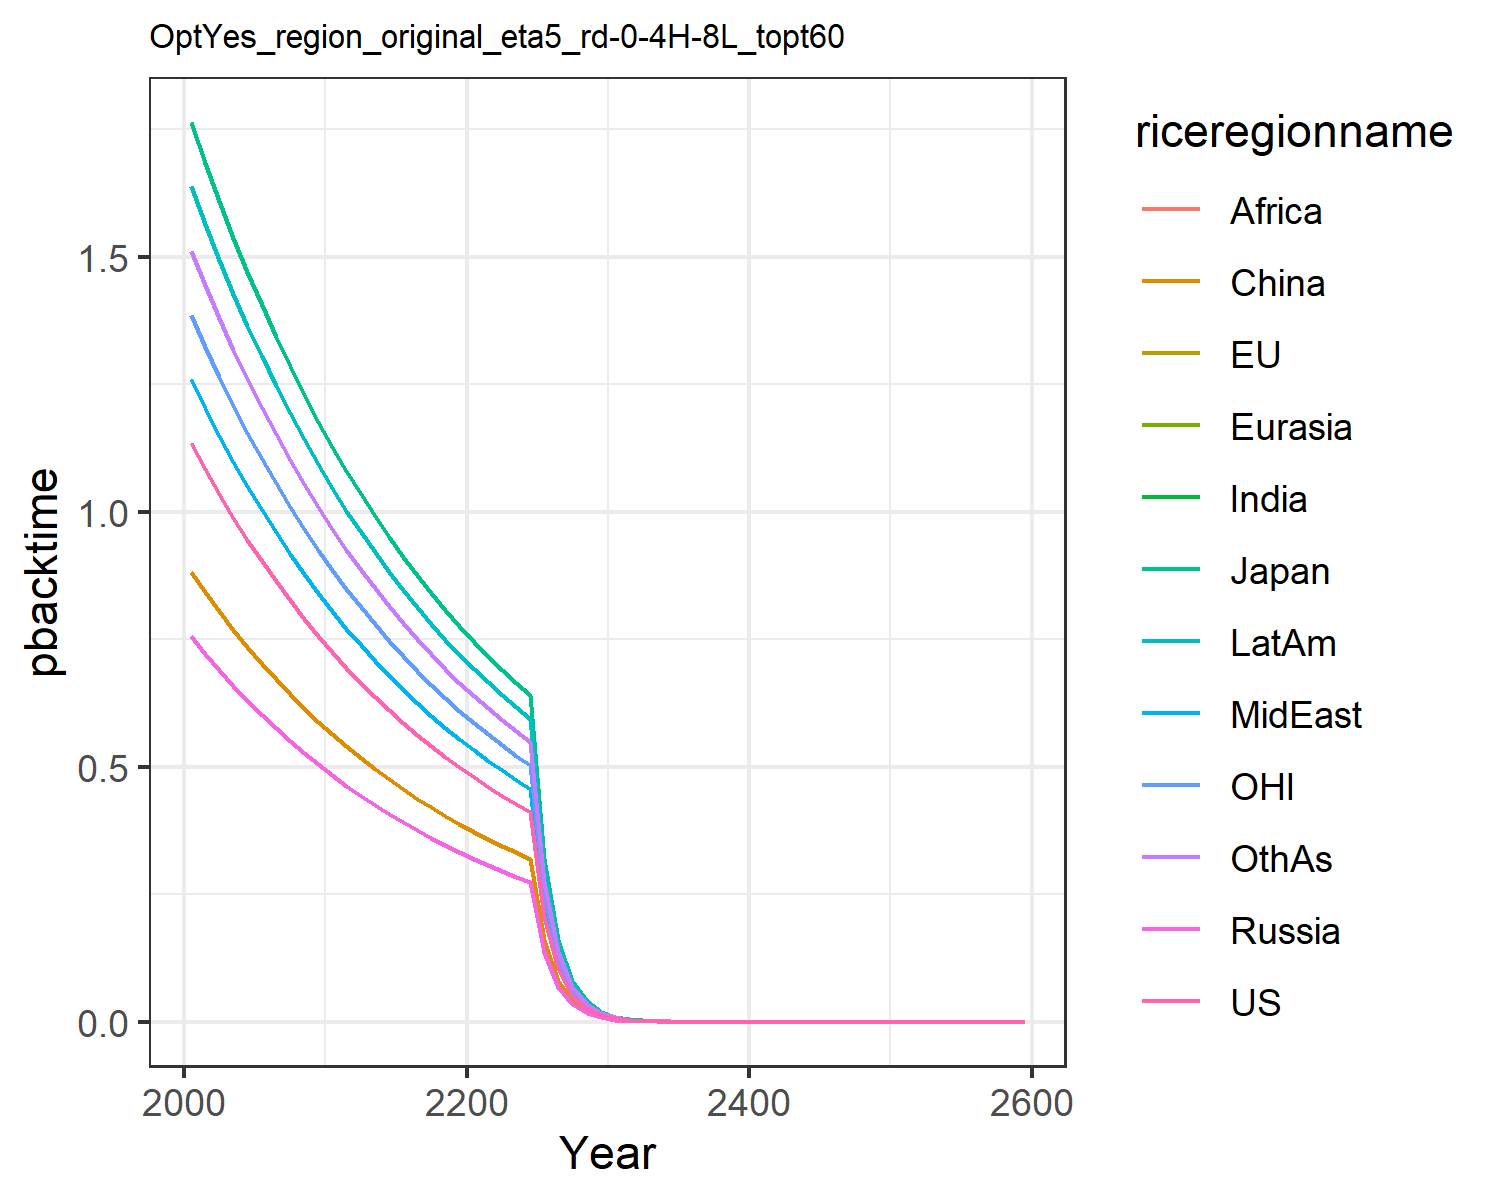 OptYes_region_original_eta5_rd-0-4H-8L_topt60
riceregionname
Africa
China
EU
Eurasia
India
Japan
LatAm
MidEast
OHI
OthAs
Russia
US
pbacktime
1.5
1.0
0.5
0.0
2000 2200 2400 2600
Year